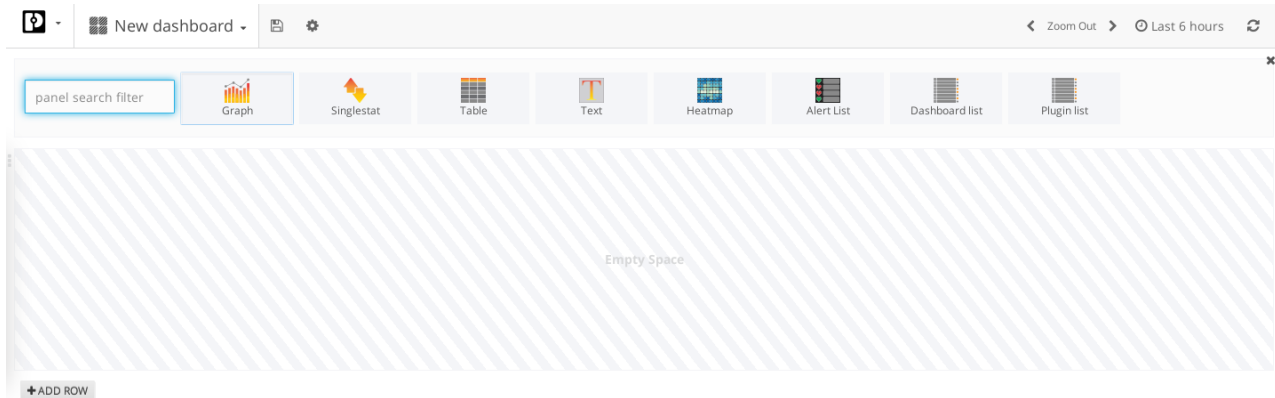 New dashboard
Zoom Out
Last 6 hours
panel search filter
Graph
Singlestat
Table
Text
Heatmap
Alert List
Dashboard list
Plugin list
Empty Space
ADD ROW